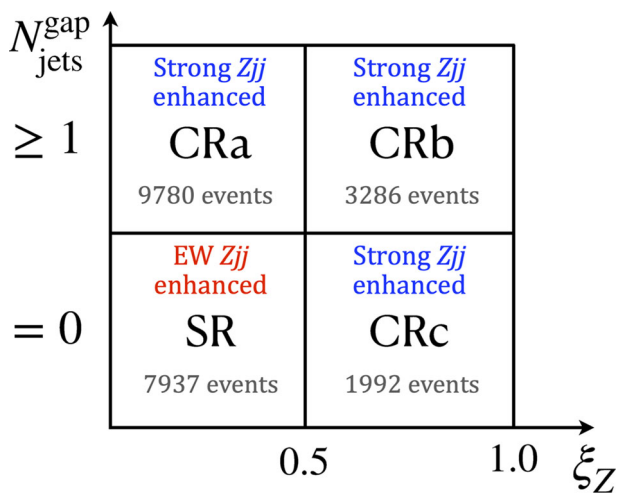 N_jets^gap
Strong Zjj
enhanced
CRa
9780 events
Strong Zjj
enhanced
CRb
3286 events
≥ 1
EW Zjj
enhanced
SR
7937 events
Strong Zjj
enhanced
CRc
1992 events
= 0
0.5
1.0
ξ_Z